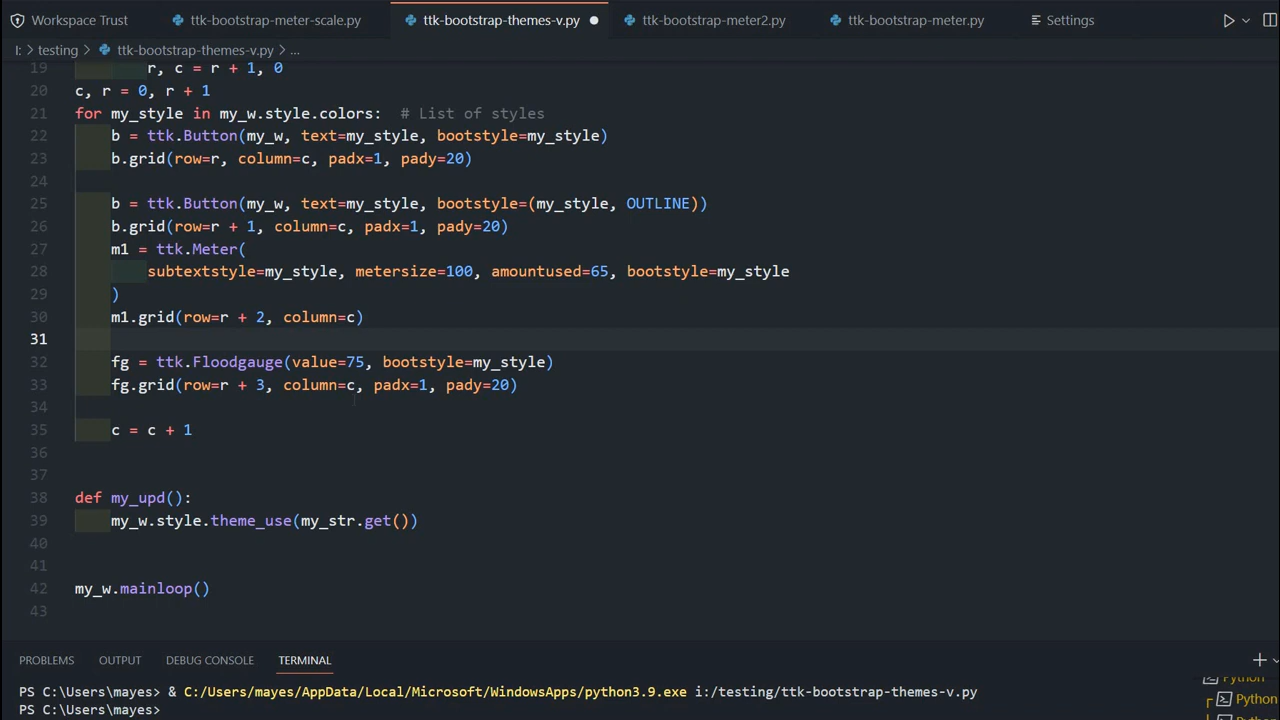 Workspace Trust ttk-bootstrap-meter-scale.py ttk-bootstrap-themes-v.py ttk-bootstrap-meter2.py ttk-bootstrap-meter.py Settings
I: > testing > ttk-bootstrap-themes-v.py > ...
19 r, c = r + 1, 0
20 c, r = 0, r + 1
21 for my_style in my_w.style.colors:  # List of styles
22 b = ttk.Button(my_w, text=my_style, bootstyle=my_style)
23 b.grid(row=r, column=c, padx=1, pady=20)
24
25 b = ttk.Button(my_w, text=my_style, bootstyle=(my_style, OUTLINE))
26 b.grid(row=r + 1, column=c, padx=1, pady=20)
27 m1 = ttk.Meter(
28 subtextstyle=my_style, metersize=100, amountused=65, bootstyle=my_style
29 )
30 m1.grid(row=r + 2, column=c)
31
32 fg = ttk.Floodgauge(value=75, bootstyle=my_style)
33 fg.grid(row=r + 3, column=c, padx=1, pady=20)
34
35 c = c + 1
36
37
38 def my_upd():
39 my_w.style.theme_use(my_str.get())
40
41
42 my_w.mainloop()
43
PROBLEMS OUTPUT DEBUG CONSOLE TERMINAL
PS C:\Users\mayes> & C:/Users/mayes/AppData/Local/Microsoft/WindowsApps/python3.9.exe i:/testing/ttk-bootstrap-themes-v.py
PS C:\Users\mayes>
Python
Python